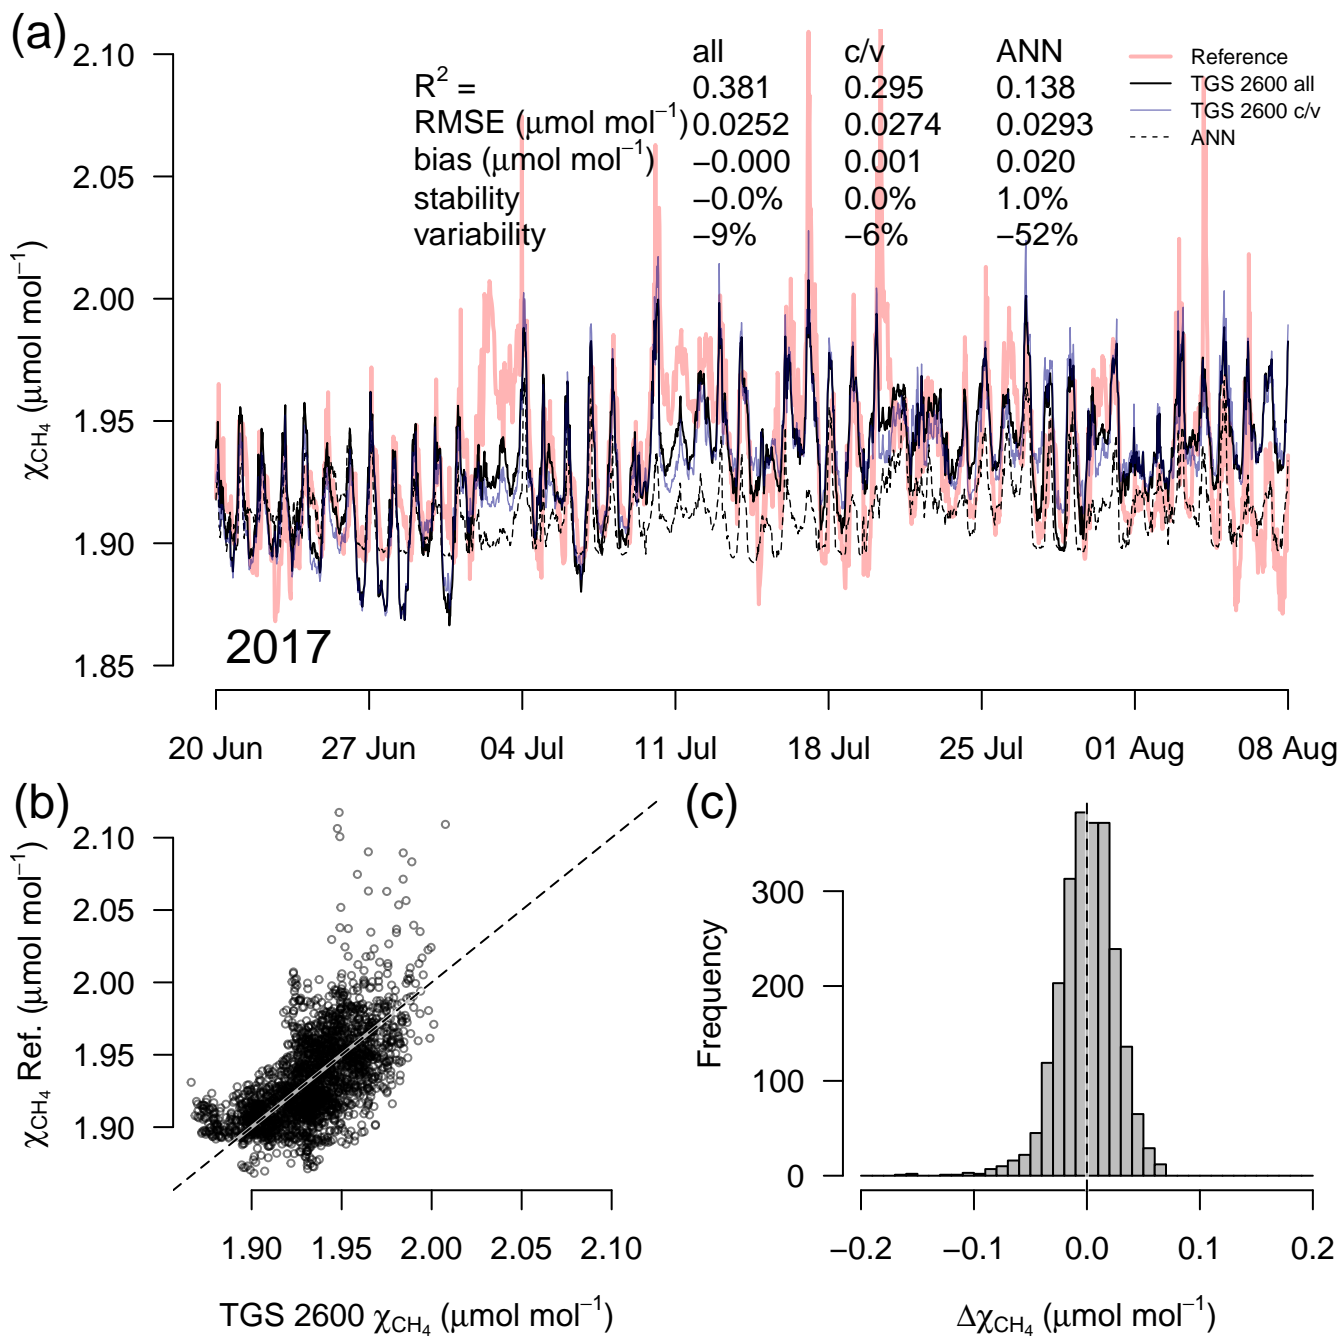 (a)
all c/v ANN
R² = 0.381 0.295 0.138
RMSE (μmol mol⁻¹) 0.0252 0.0274 0.0293
bias (μmol mol⁻¹) −0.000 0.001 0.020
stability −0.0% 0.0% 1.0%
variability −9% −6% −52%
Reference
TGS 2600 all
TGS 2600 c/v
ANN
2.10
2.05
2.00
1.95
1.90
1.85
χCH₄ (μmol mol⁻¹)
2017
20 Jun 27 Jun 04 Jul 11 Jul 18 Jul 25 Jul 01 Aug 08 Aug
(b)
2.10
2.05
2.00
1.95
1.90
χCH₄ Ref. (μmol mol⁻¹)
1.90 1.95 2.00 2.05 2.10
TGS 2600 χCH₄ (μmol mol⁻¹)
(c)
300
200
100
0
Frequency
−0.2 −0.1 0.0 0.1 0.2
ΔχCH₄ (μmol mol⁻¹)